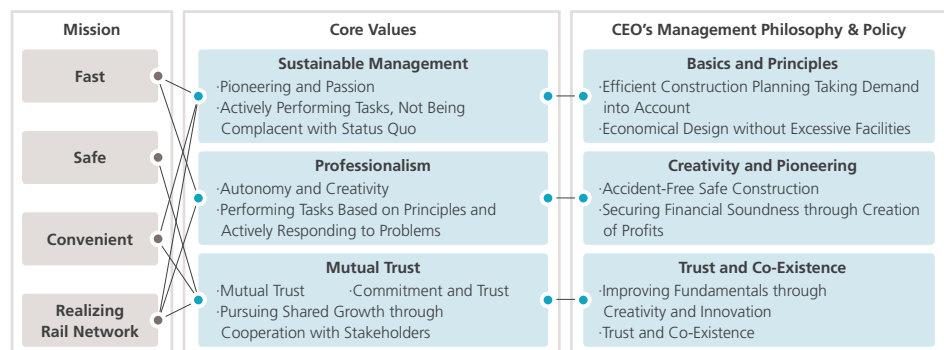 Mission
Fast
Safe
Convenient
Realizing
Rail Network
Core Values
Sustainable Management
·Pioneering and Passion
·Actively Performing Tasks, Not Being
Complacent with Status Quo
Professionalism
·Autonomy and Creativity
·Performing Tasks Based on Principles and
Actively Responding to Problems
Mutual Trust
·Mutual Trust ·Commitment and Trust
·Pursuing Shared Growth through
Cooperation with Stakeholders
CEO's Management Philosophy & Policy
Basics and Principles
·Efficient Construction Planning Taking Demand
into Account
·Economical Design without Excessive Facilities
Creativity and Pioneering
·Accident-Free Safe Construction
·Securing Financial Soundness through Creation
of Profits
Trust and Co-Existence
·Improving Fundamentals through
Creativity and Innovation
·Trust and Co-Existence